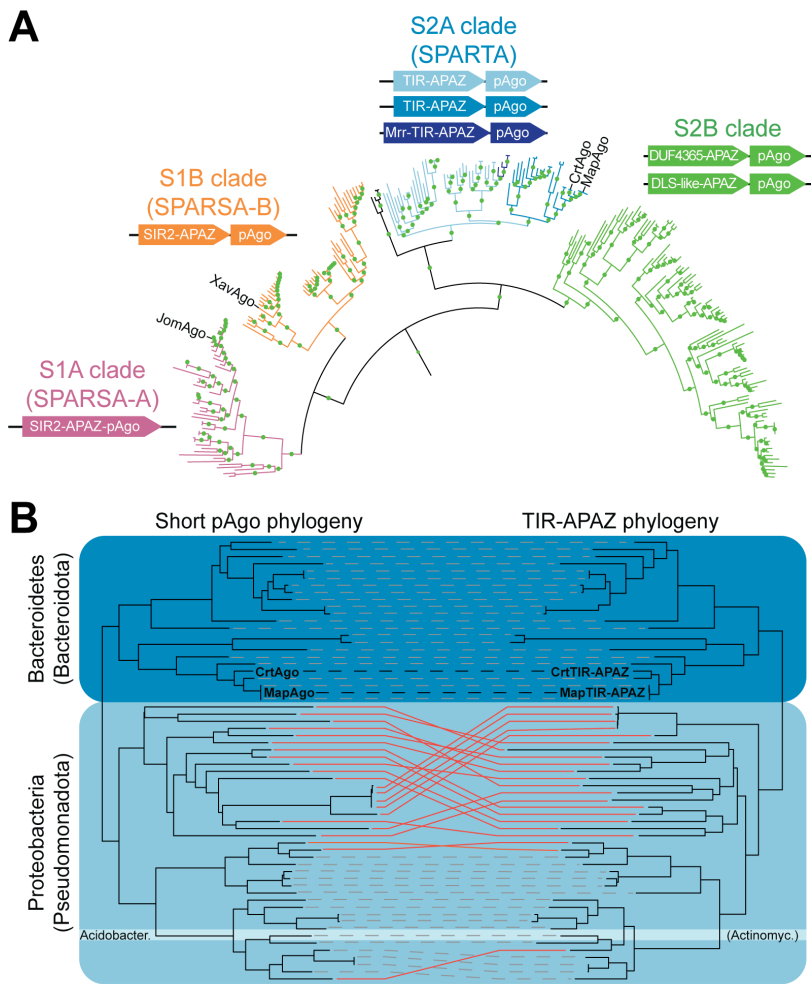 A
S2A clade
(SPARTA)
TIR-APAZ pAgo
TIR-APAZ pAgo
Mrr-TIR-APAZ pAgo
S2B clade
DUF4365-APAZ pAgo
DLS-like-APAZ pAgo
CrtAgo
MapAgo
S1B clade
(SPARSA-B)
SIR2-APAZ pAgo
XavAgo
JomAgo
S1A clade
(SPARSA-A)
SIR2-APAZ-pAgo
B
Short pAgo phylogeny TIR-APAZ phylogeny
Bacteroidetes
(Bacteroidota)
CrtAgo CrtTIR-APAZ
MapAgo MapTIR-APAZ
Proteobacteria
(Pseudomonadota)
Acidobacter. (Actinomyc.)